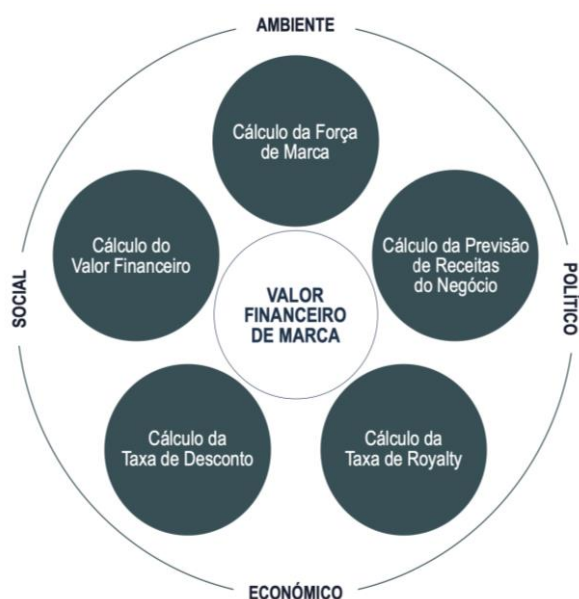 AMBIENTE
Cálculo da Força
de Marca
Cálculo do
Valor Financeiro
Cálculo da Previsão
de Receitas
do Negócio
SOCIAL
VALOR
FINANCEIRO
DE MARCA
POLÍTICO
Cálculo da
Taxa de Desconto
Cálculo da
Taxa de Royalty
ECONÓMICO